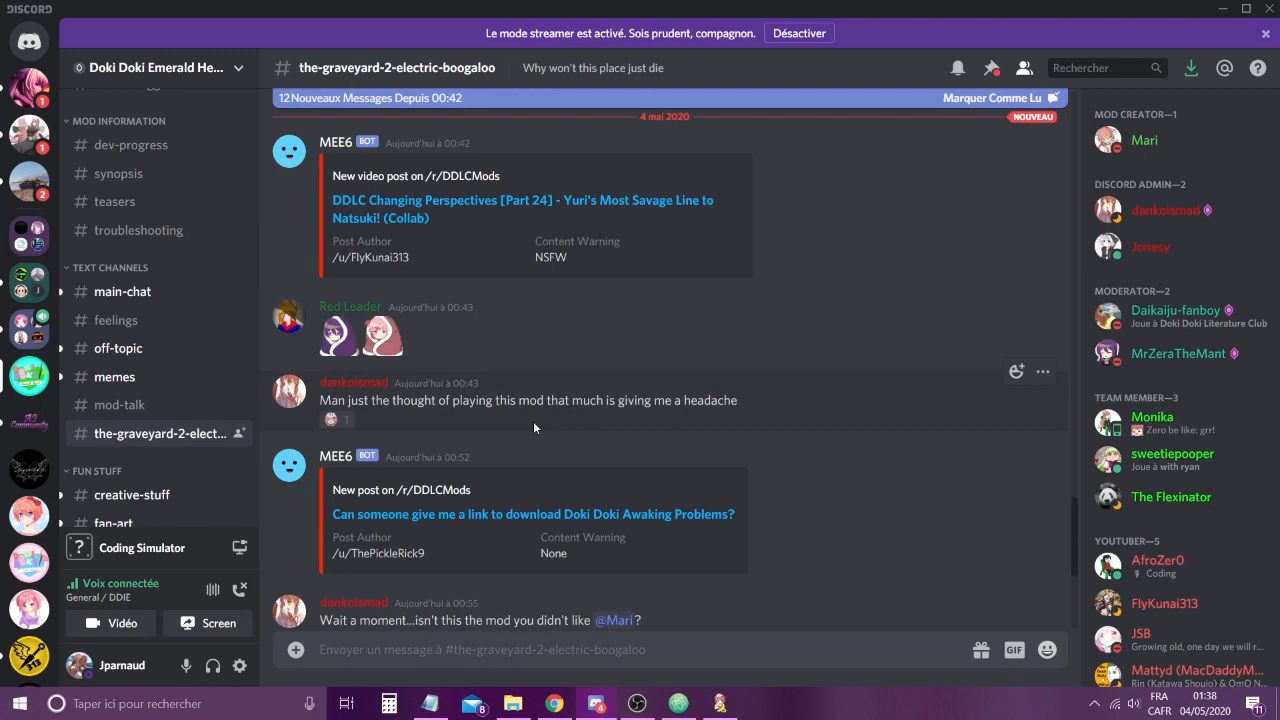 DISCORD
Le mode streamer est activé. Sois prudent, compagnon.
Désactiver
Doki Doki Emerald He...
the-graveyard-2-electric-boogaloo
Why won't this place just die
Rechercher
12 Nouveaux Messages Depuis 00:42
Marquer Comme Lu
4 mai 2020
NOUVEAU
1
1
2
MOD INFORMATION
dev-progress
synopsis
teasers
troubleshooting
TEXT CHANNELS
main-chat
feelings
off-topic
memes
mod-talk
the-graveyard-2-elect...
FUN STUFF
creative-stuff
fan-art
Coding Simulator
Voix connectée
General / DDIE
Vidéo
Screen
Jparnaud
MEE6 BOT Aujourd'hui à 00:42
New video post on /r/DDLCMods
DDLC Changing Perspectives [Part 24] - Yuri's Most Savage Line to
Natsuki! (Collab)
Post Author
Content Warning
/u/FlyKunai313
NSFW
Red Leader Aujourd'hui à 00:43
dankoismad Aujourd'hui à 00:43
Man just the thought of playing this mod that much is giving me a headache
1
MEE6 BOT Aujourd'hui à 00:52
New post on /r/DDLCMods
Can someone give me a link to download Doki Doki Awaking Problems?
Post Author
Content Warning
/u/ThePickleRick9
None
dankoismad Aujourd'hui à 00:55
Wait a moment...isn't this the mod you didn't like @Mari ?
Envoyer un message à #the-graveyard-2-electric-boogaloo
GIF
MOD CREATOR—1
Mari
DISCORD ADMIN—2
dankoismad
Jonesy
MODERATOR—2
Daikaiju-fanboy
Joue à Doki Doki Literature Club
MrZeraTheMant
TEAM MEMBER—3
Monika
Zero be like: grr!
sweetiepooper
Joue à with ryan
The Flexinator
YOUTUBER—5
AfroZer0
Coding
FlyKunai313
JSB
Growing old, one day we will r...
Mattyd (MacDaddyM...
Rin (Katawa Shoujo) & OmO N...
313
Taper ici pour rechercher
8
4
FRA
CAFR
01:38
04/05/2020
11